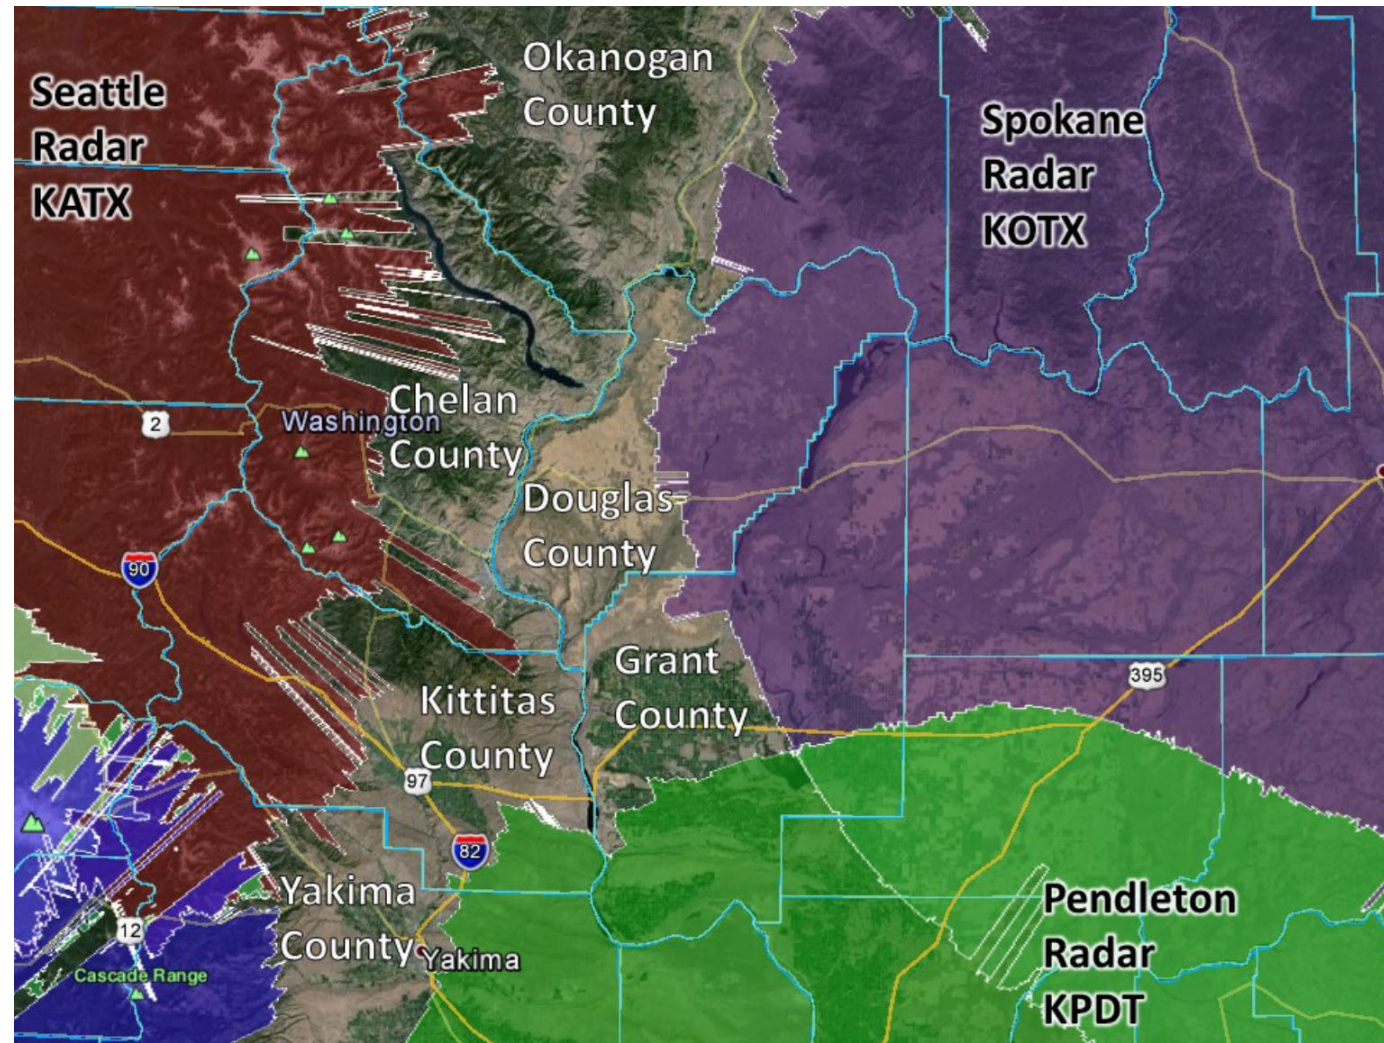 Okanogan
County
Seattle
Radar
KATX
Spokane
Radar
KOTX
Chelan
Washington
County
2
Douglas
County
90
Grant
County
395
Kittitas
County
97
82
Yakima
County
Yakima
12
Cascade Range
Pendleton
Radar
KPDT